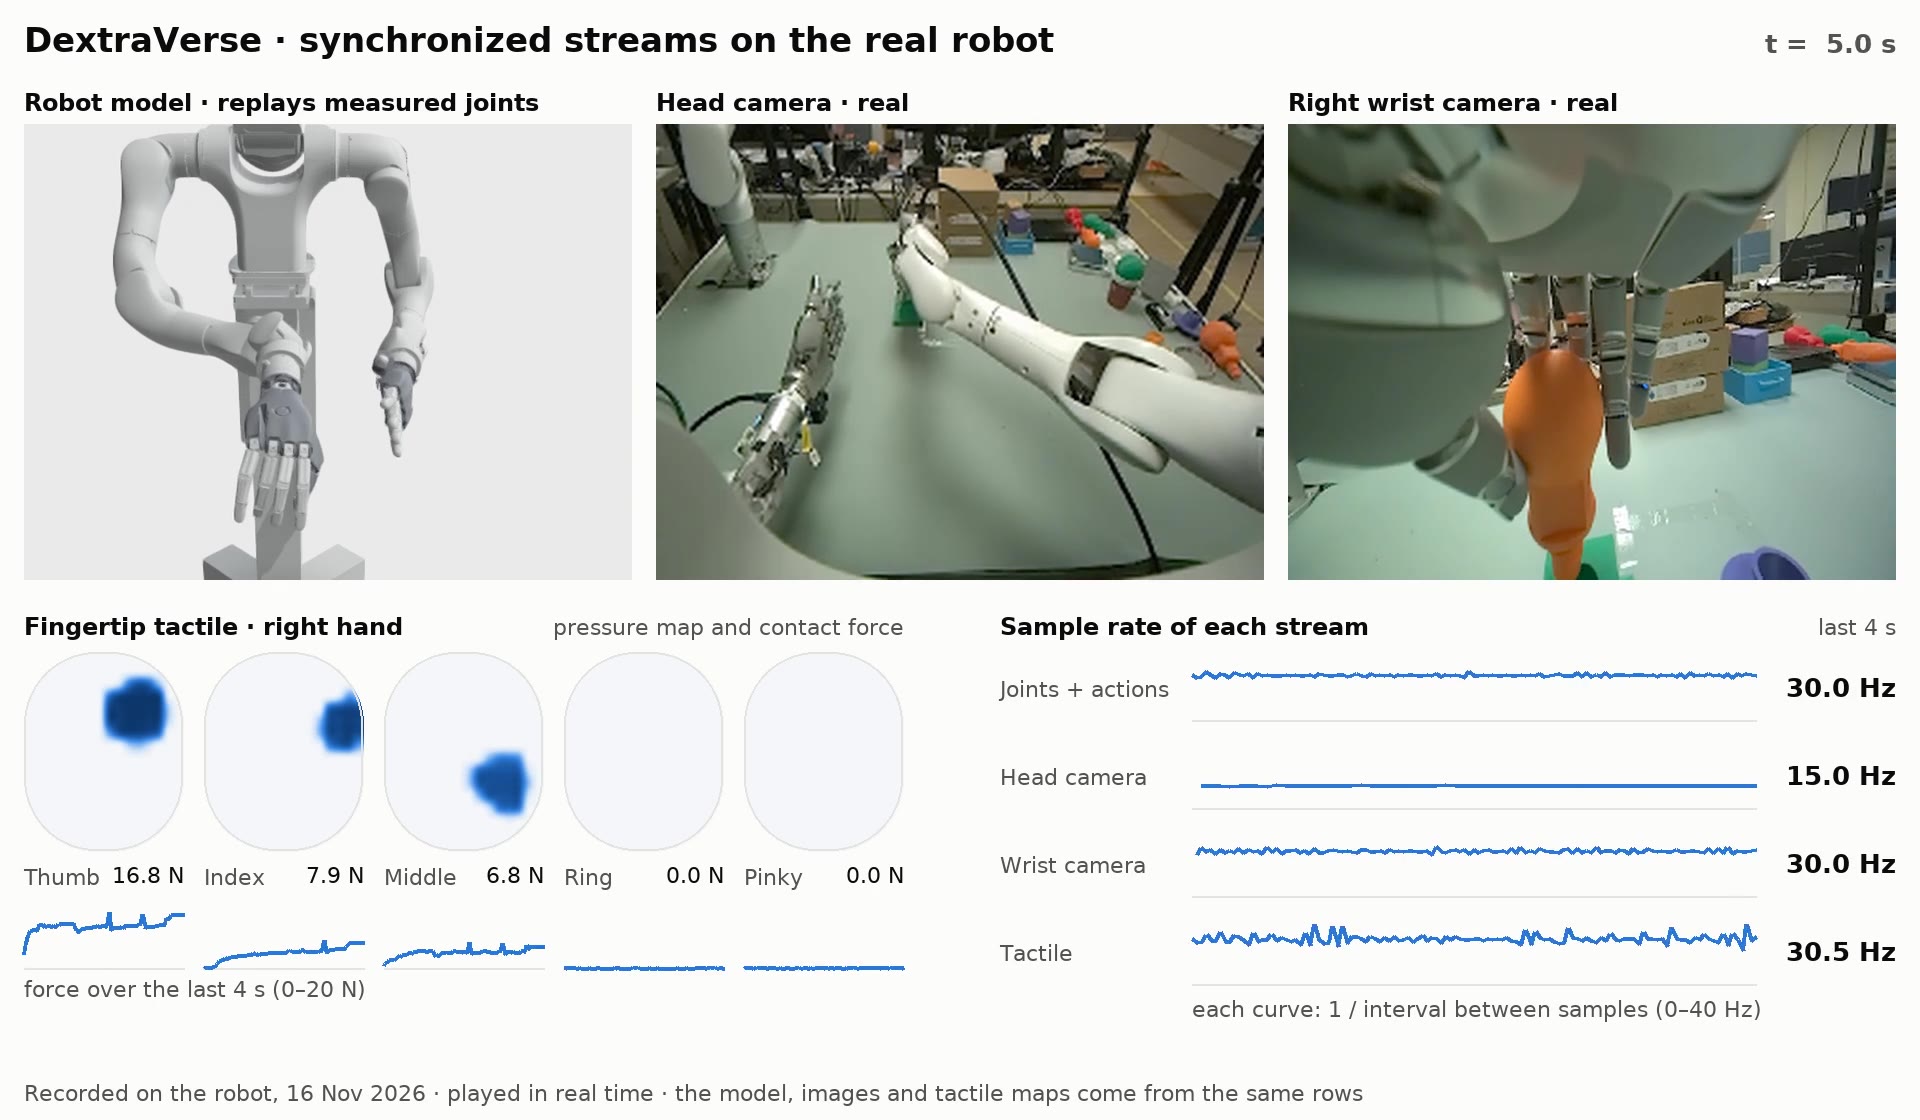 DextraVerse · synchronized streams on the real robot
t = 5.0 s
Robot model · replays measured joints
Head camera · real
Right wrist camera · real
Fingertip tactile · right hand
pressure map and contact force
Thumb 16.8 N
Index 7.9 N
Middle 6.8 N
Ring 0.0 N
Pinky 0.0 N
force over the last 4 s (0–20 N)
Sample rate of each stream
last 4 s
Joints + actions 30.0 Hz
Head camera 15.0 Hz
Wrist camera 30.0 Hz
Tactile 30.5 Hz
each curve: 1 / interval between samples (0–40 Hz)
Recorded on the robot, 16 Nov 2026 · played in real time · the model, images and tactile maps come from the same rows